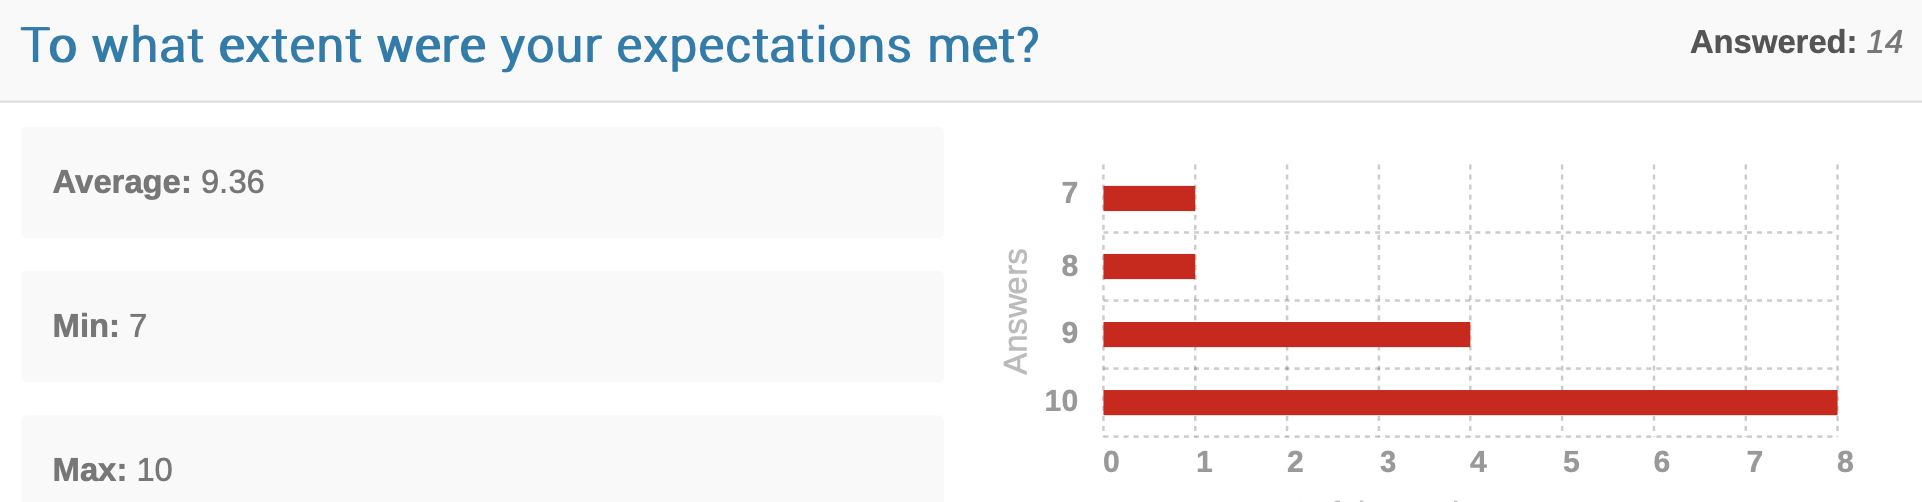 To what extent were your expectations met?
Answered: 14
Average: 9.36
Min: 7
Max: 10
Answers
7
8
9
10
0 1 2 3 4 5 6 7 8